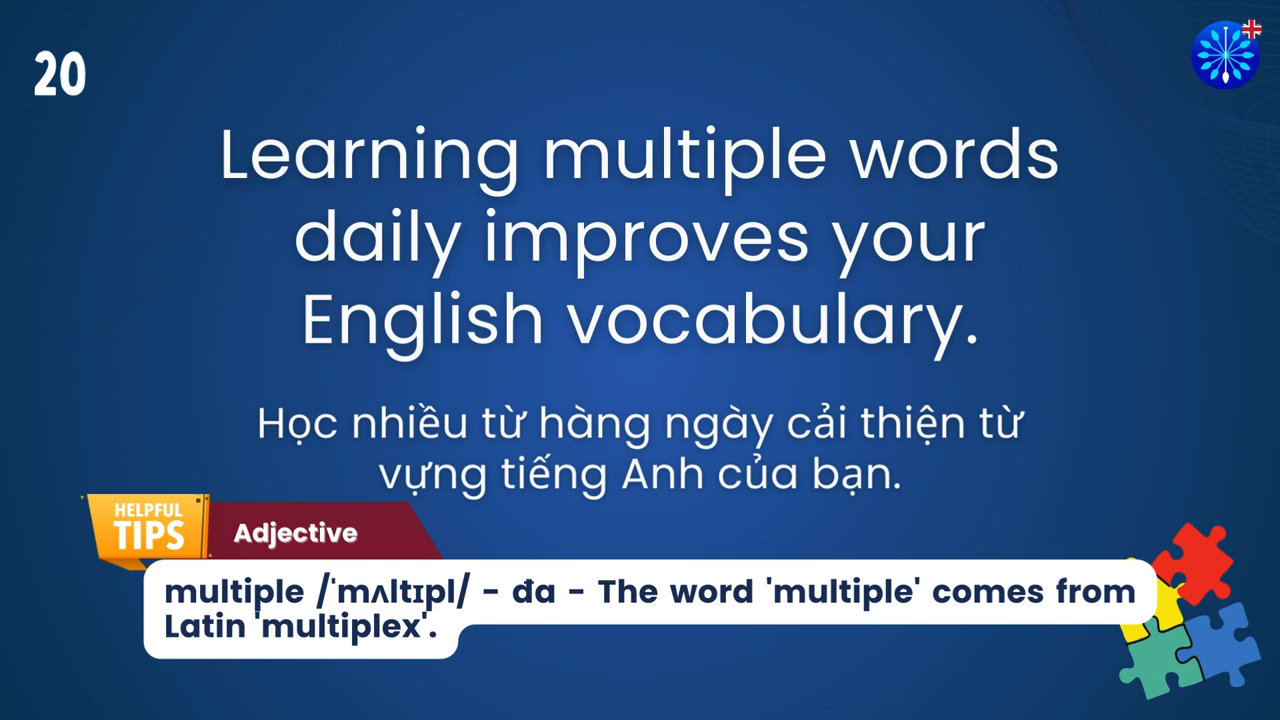 20
Learning multiple words
daily improves your
English vocabulary.
Học nhiều từ hàng ngày cải thiện từ
vựng tiếng Anh của bạn.
HELPFUL
TIPS
Adjective
multiple /ˈmʌltɪpl/ - đa - The word 'multiple' comes from
Latin 'multiplex'.